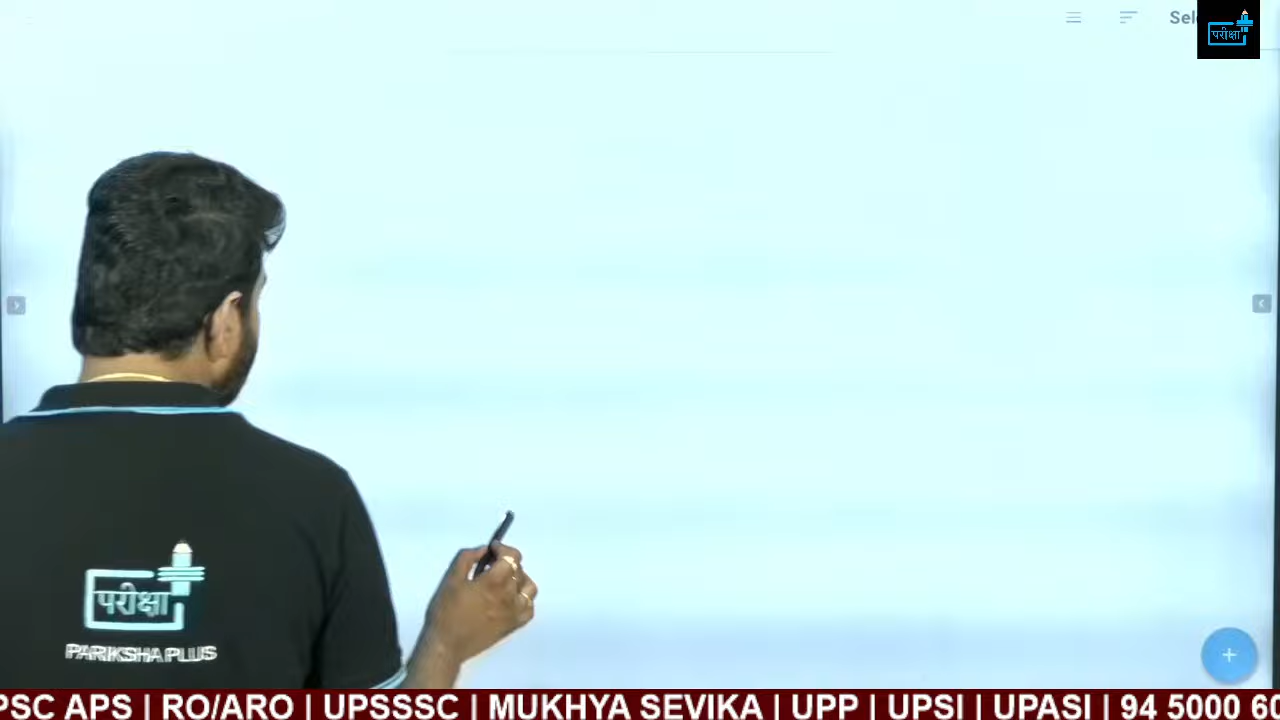 Sel
परीक्षा
परीक्षा
PARIKSHA PLUS
PSC APS | RO/ARO | UPSSSC | MUKHYA SEVIKA | UPP | UPSI | UPASI | 94 5000 60